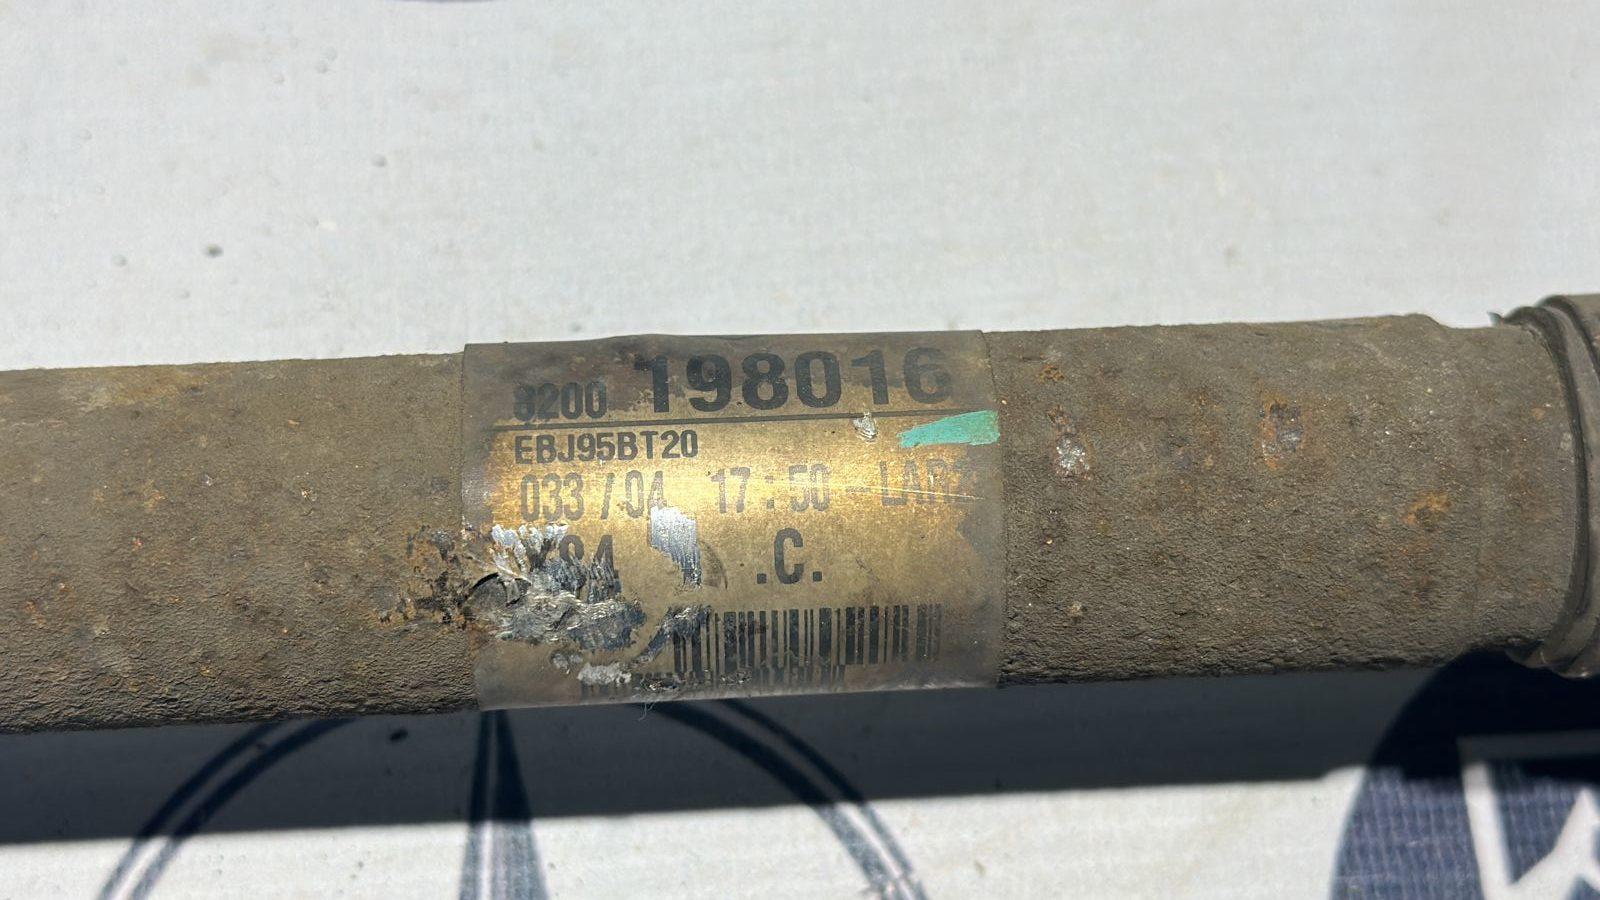 8200 198016
EBJ95BT20
033 / 04 17 : 50
.C.